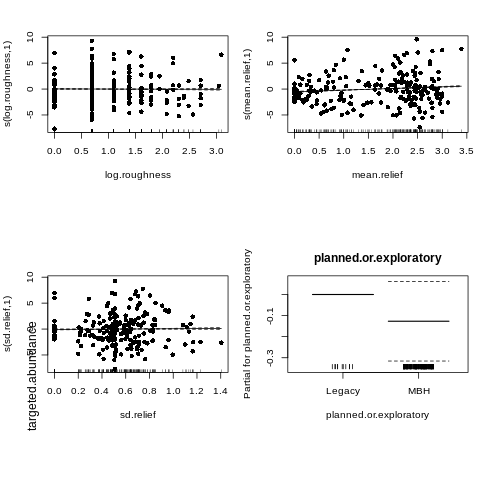 s(log.roughness,1)
10
5
0
-5
0.0 0.5 1.0 1.5 2.0 2.5 3.0
log.roughness
s(mean.relief,1)
10
5
0
-5
0.0 0.5 1.0 1.5 2.0 2.5 3.0 3.5
mean.relief
targeted.abundance
s(sd.relief,1)
10
5
0
-5
0.0 0.2 0.4 0.6 0.8 1.0 1.2 1.4
sd.relief
planned.or.exploratory
Partial for planned.or.exploratory
-0.1
-0.3
Legacy MBH
planned.or.exploratory